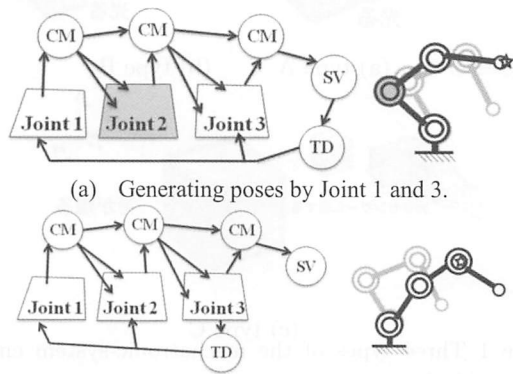 CM CM CM
SV
Joint 1 Joint 2 Joint 3
TD
(a) Generating poses by Joint 1 and 3.
CM CM CM
SV
Joint 1 Joint 2 Joint 3
TD